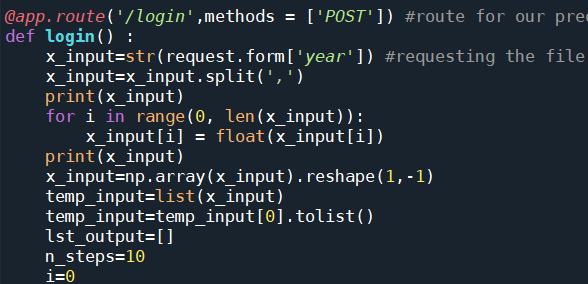 @app.route('/login',methods = ['POST']) #route for our
def login() :
    x_input=str(request.form['year']) #requesting the file
    x_input=x_input.split(',')
    print(x_input)
    for i in range(0, len(x_input)):
        x_input[i] = float(x_input[i])
    print(x_input)
    x_input=np.array(x_input).reshape(1,-1)
    temp_input=list(x_input)
    temp_input=temp_input[0].tolist()
    lst_output=[]
    n_steps=10
    i=0